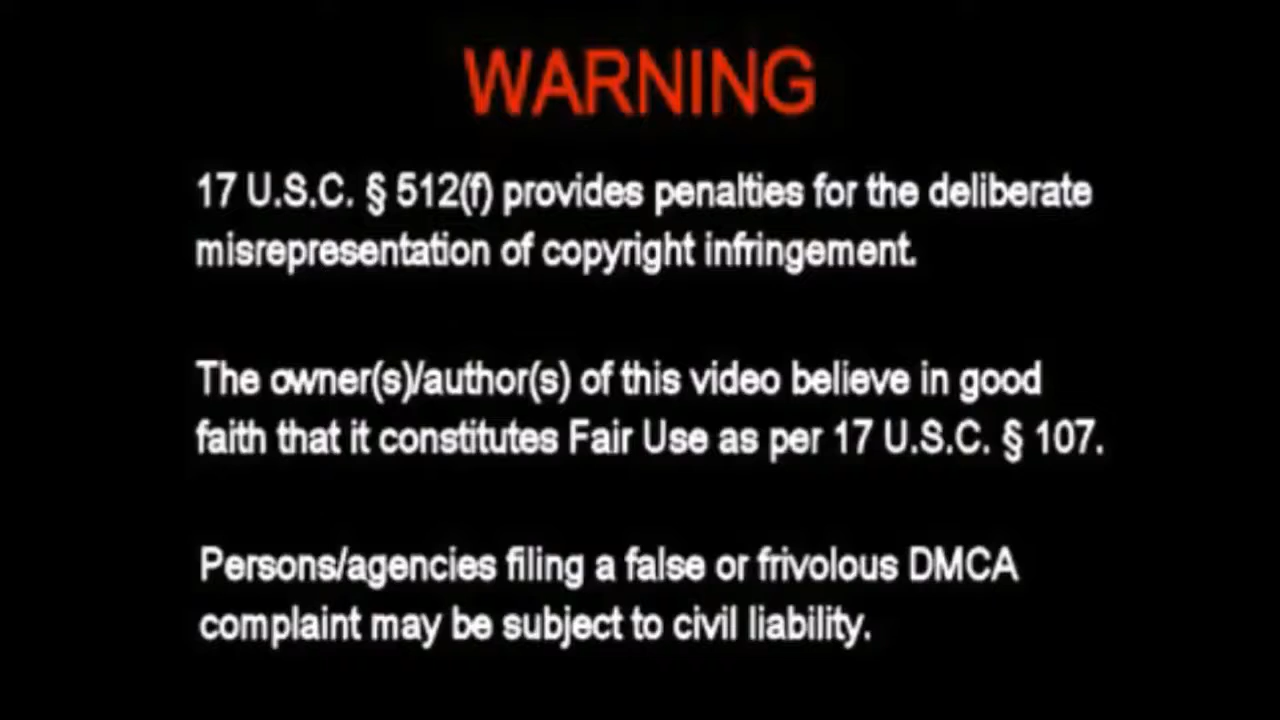 WARNING
17 U.S.C. § 512(f) provides penalties for the deliberate
misrepresentation of copyright infringement.
The owner(s)/author(s) of this video believe in good
faith that it constitutes Fair Use as per 17 U.S.C. § 107.
Persons/agencies filing a false or frivolous DMCA
complaint may be subject to civil liability.